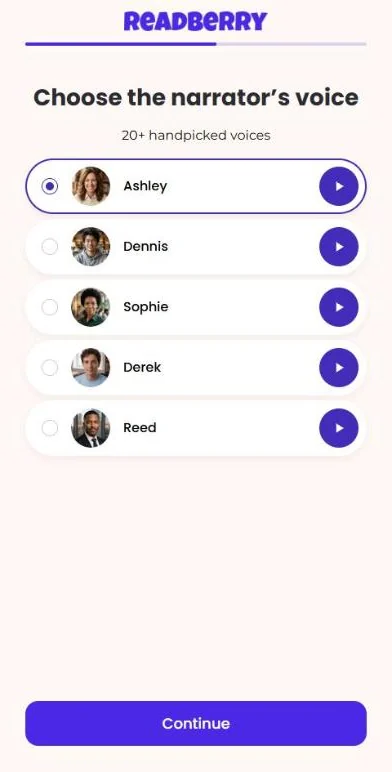 READBERRY
Choose the narrator’s voice
20+ handpicked voices
Ashley
Dennis
Sophie
Derek
Reed
Continue